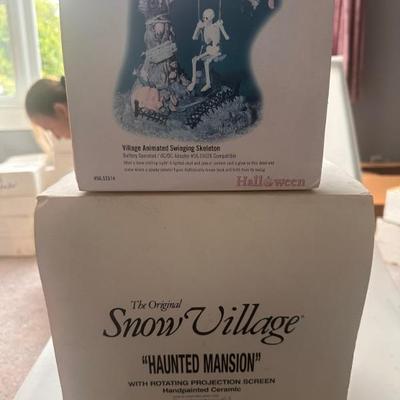 Village Animated Swinging Skeleton
Battery Operated / AC/DC Adapter
Halloween
The Original
Snow Village®
"HAUNTED MANSION"
WITH ROTATING PROJECTION SCREEN
Handpainted Ceramic